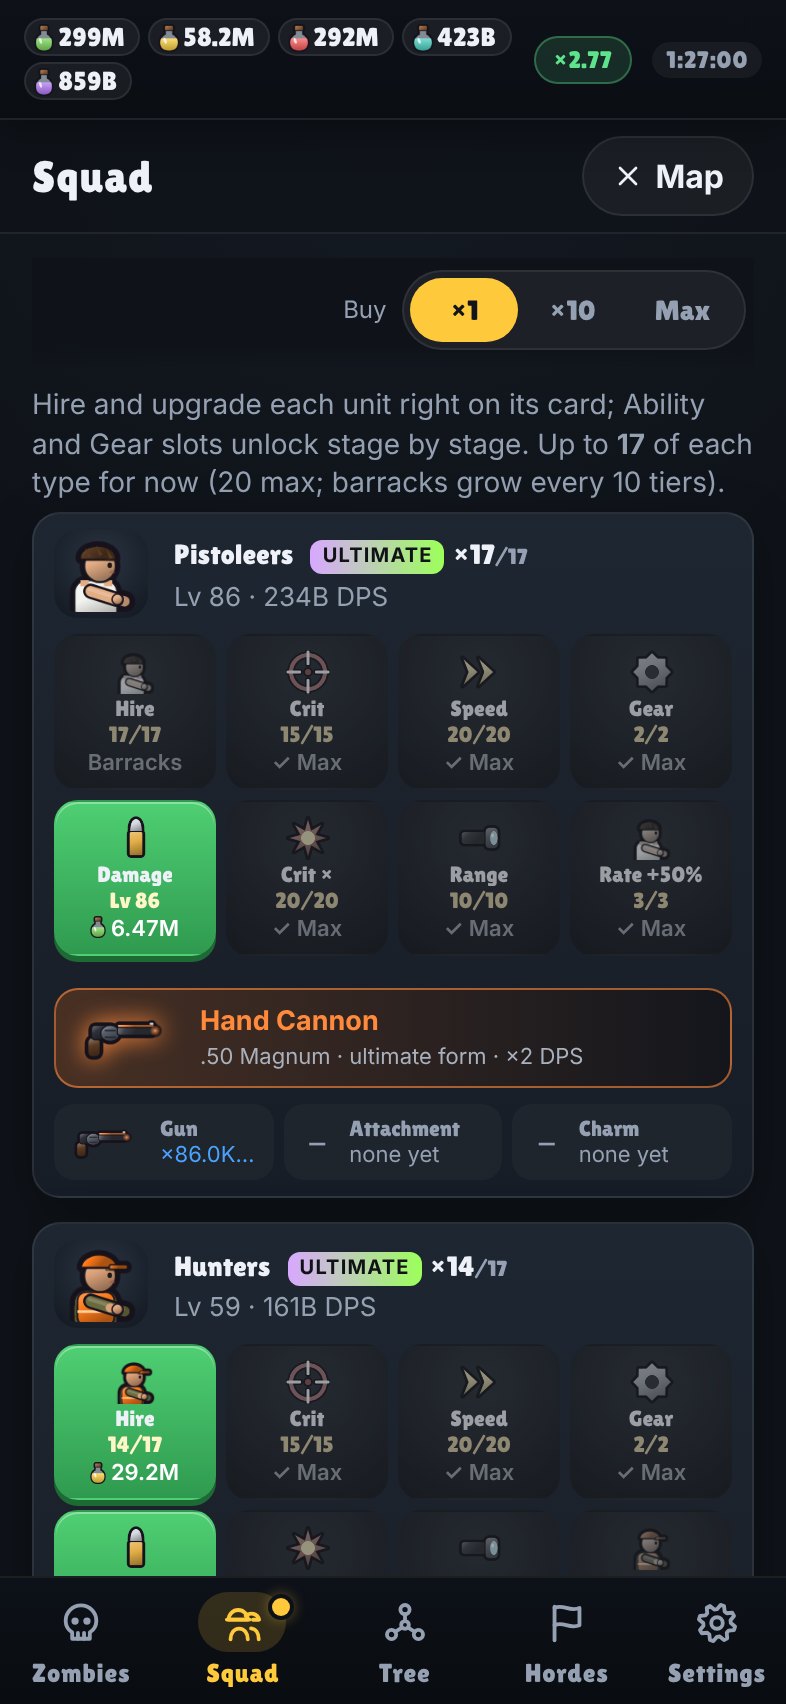 299M 58.2M 292M 423B
859B
×2.77
1:27:00
Squad
× Map
Buy ×1 ×10 Max
Hire and upgrade each unit right on its card; Ability
and Gear slots unlock stage by stage. Up to 17 of each
type for now (20 max; barracks grow every 10 tiers).
Pistoleers ULTIMATE ×17/17
Lv 86 · 234B DPS
Hire Crit Speed Gear
17/17 15/15 20/20 2/2
Barracks ✓ Max ✓ Max ✓ Max
Damage Crit × Range Rate +50%
Lv 86 20/20 10/10 3/3
6.47M ✓ Max ✓ Max ✓ Max
Hand Cannon
.50 Magnum · ultimate form · ×2 DPS
Gun — Attachment — Charm
×86.0K... none yet none yet
Hunters ULTIMATE ×14/17
Lv 59 · 161B DPS
Hire Crit Speed Gear
14/17 15/15 20/20 2/2
29.2M ✓ Max ✓ Max ✓ Max
Zombies Squad Tree Hordes Settings